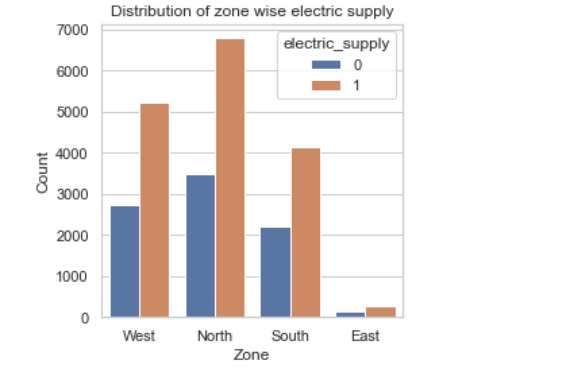 Distribution of zone wise electric supply
electric_supply
0
1
7000
6000
5000
4000
3000
2000
1000
0
Count
West North South East
Zone